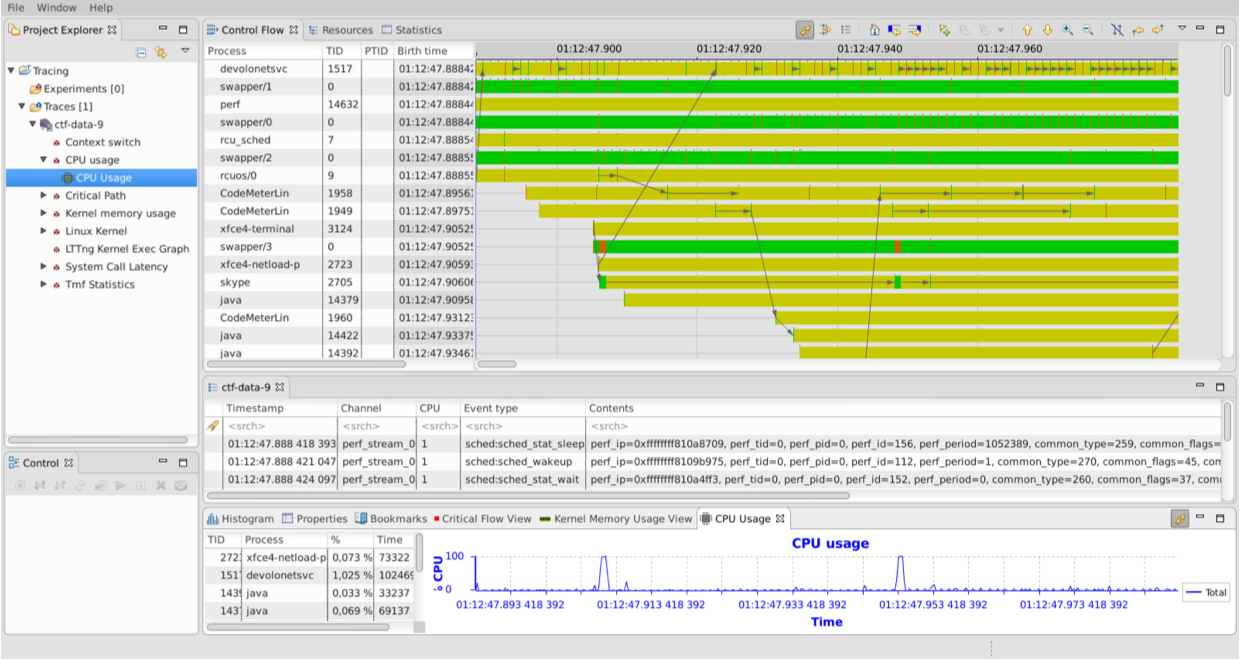 File Window Help
Project Explorer
Tracing
Experiments [0]
Traces [1]
ctf-data-9
Context switch
CPU usage
CPU Usage
Critical Path
Kernel memory usage
Linux Kernel
LTTng Kernel Exec Graph
System Call Latency
Tmf Statistics
Control
Control Flow Resources Statistics
Process TID PTID Birth time 01:12:47.900 01:12:47.920 01:12:47.940 01:12:47.960
devolonetsvc 1517 01:12:47.88842
swapper/1 0 01:12:47.88842
perf 14632 01:12:47.88844
swapper/0 0 01:12:47.88844
rcu_sched 7 01:12:47.88854
swapper/2 0 01:12:47.88855
rcuos/0 9 01:12:47.88855
CodeMeterLin 1958 01:12:47.89561
CodeMeterLin 1949 01:12:47.89751
xfce4-terminal 3124 01:12:47.90525
swapper/3 0 01:12:47.90525
xfce4-netload-p 2723 01:12:47.90593
skype 2705 01:12:47.90606
java 14379 01:12:47.90958
CodeMeterLin 1960 01:12:47.93123
java 14422 01:12:47.93375
java 14392 01:12:47.93461
ctf-data-9
Timestamp Channel CPU Event type Contents
<srch> <srch> <srch> <srch> <srch>
01:12:47.888 418 393 perf_stream_0 1 sched:sched_stat_sleep perf_ip=0xffffffff810a8709, perf_tid=0, perf_pid=0, perf_id=156, perf_period=1052389, common_type=259, common_flags=
01:12:47.888 421 047 perf_stream_0 1 sched:sched_wakeup perf_ip=0xffffffff8109b975, perf_tid=0, perf_pid=0, perf_id=112, perf_period=1, common_type=270, common_flags=45, com
01:12:47.888 424 097 perf_stream_0 1 sched:sched_stat_wait perf_ip=0xffffffff810a4ff3, perf_tid=0, perf_pid=0, perf_id=152, perf_period=0, common_type=260, common_flags=37, com
Histogram Properties Bookmarks Critical Flow View Kernel Memory Usage View CPU Usage
TID Process % Time
272 xfce4-netload-p 0,073 % 73322
151 devolonetsvc 1,025 % 102469
143 java 0,033 % 33237
143 java 0,069 % 69137
CPU usage
% CPU
100
0
01:12:47.893 418 392 01:12:47.913 418 392 01:12:47.933 418 392 01:12:47.953 418 392 01:12:47.973 418 392
Time
Total